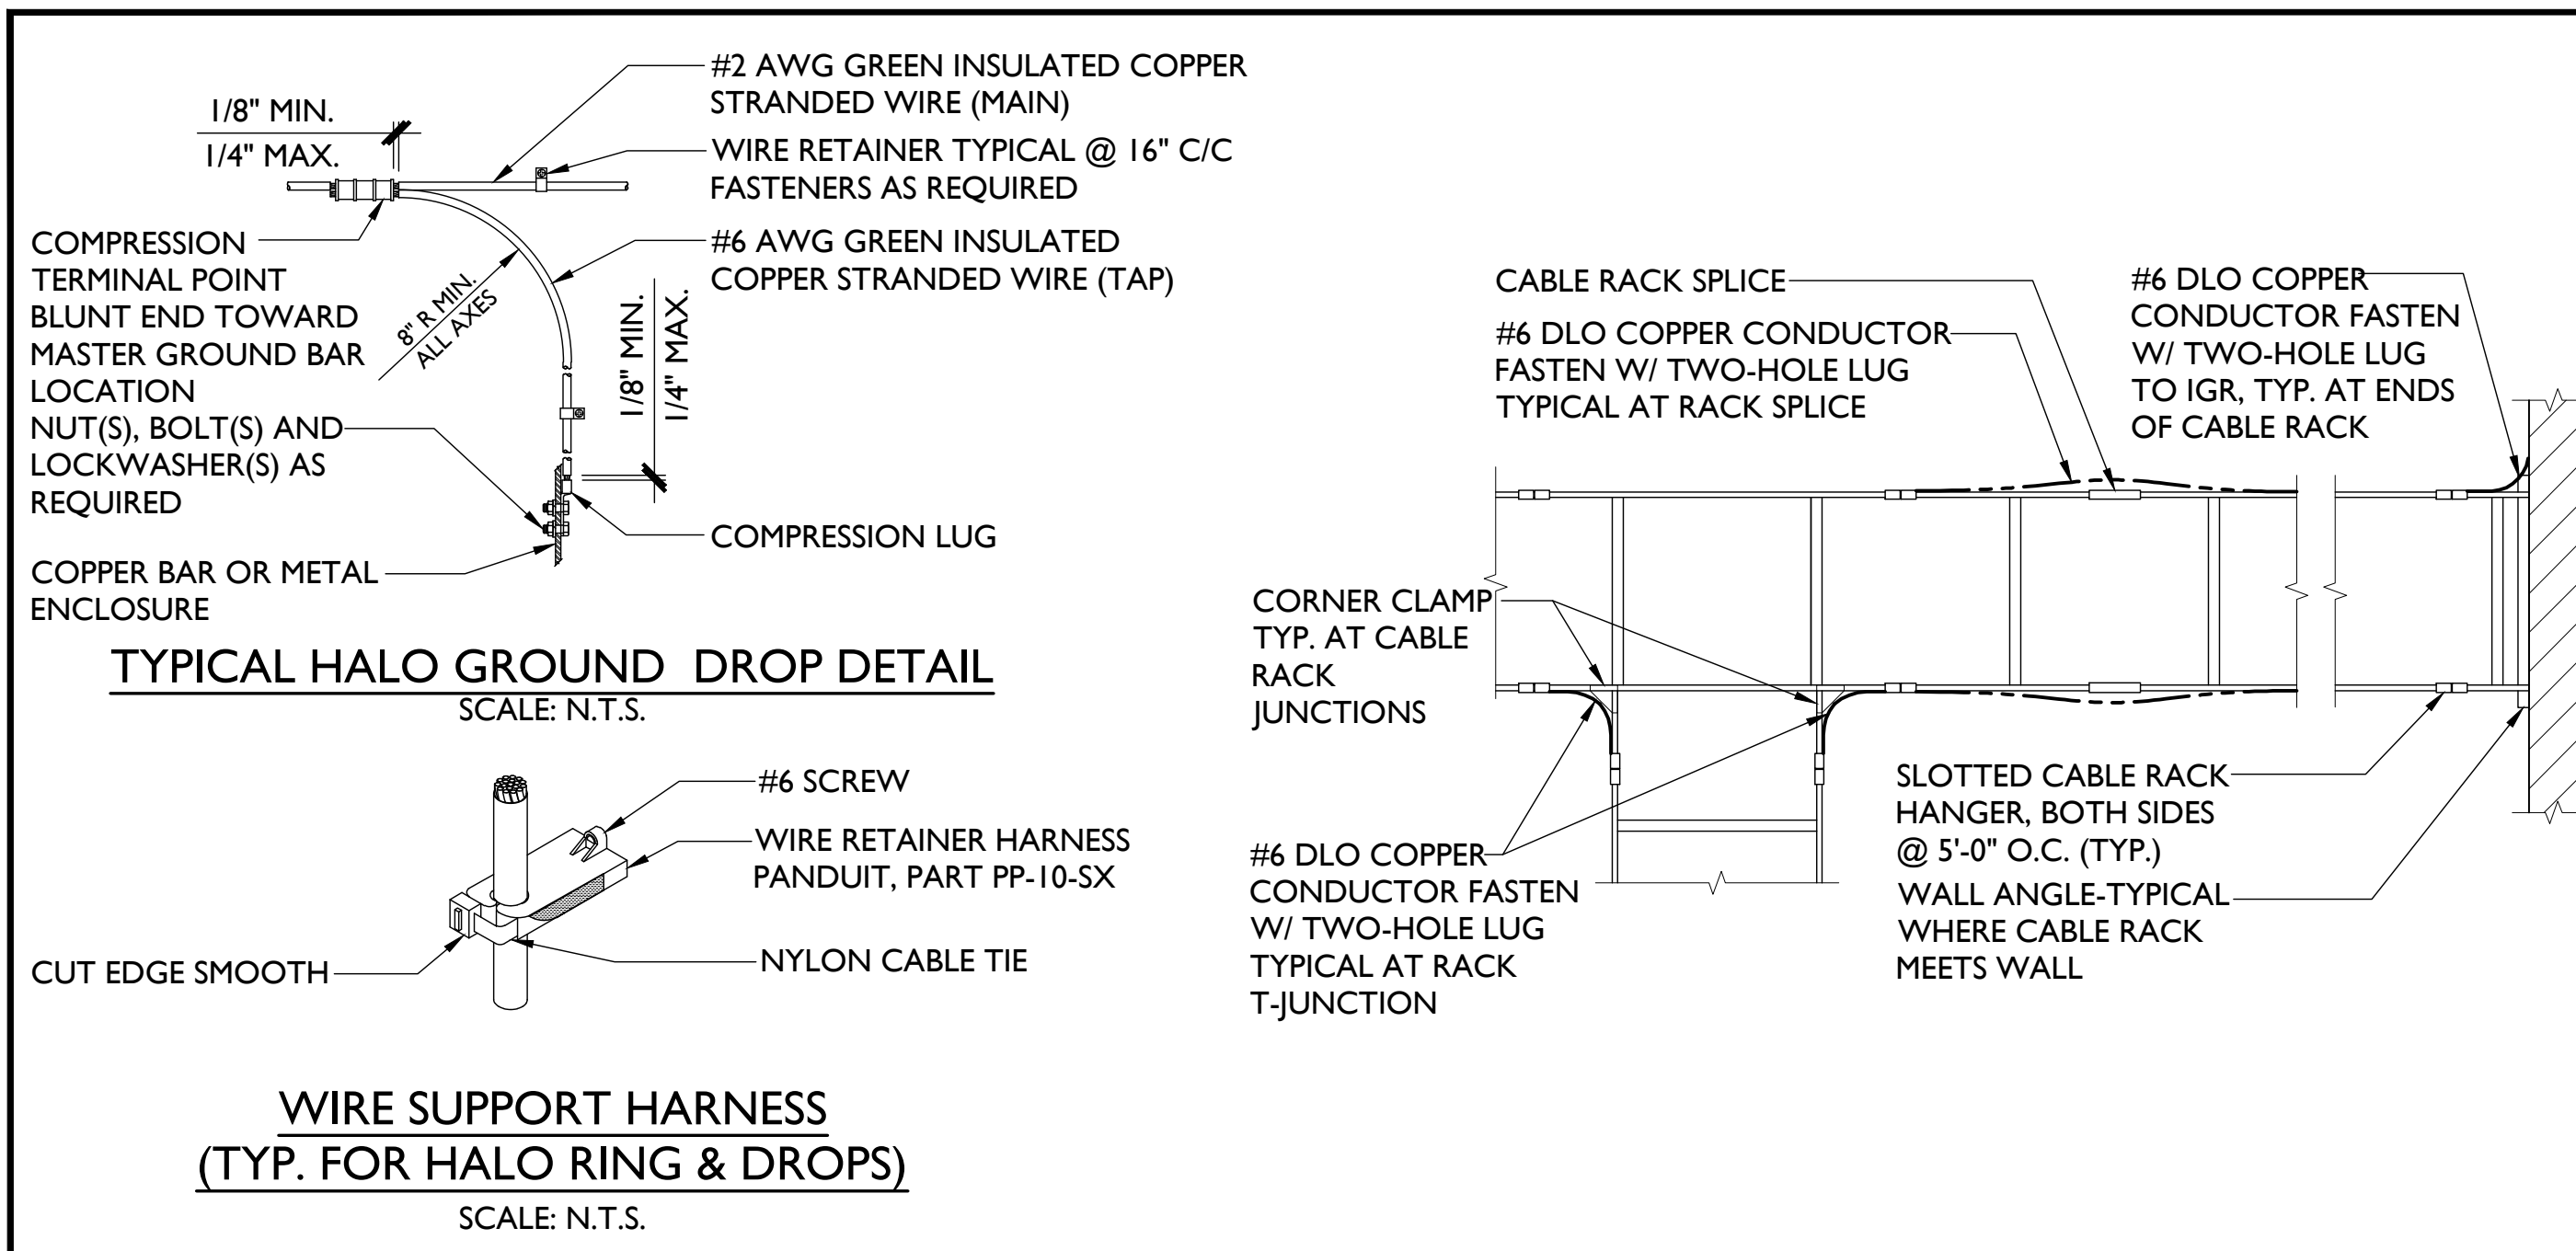 1/8" MIN.
1/4" MAX.
#2 AWG GREEN INSULATED COPPER
STRANDED WIRE (MAIN)
WIRE RETAINER TYPICAL @ 16" C/C
FASTENERS AS REQUIRED
#6 AWG GREEN INSULATED
COPPER STRANDED WIRE (TAP)
COMPRESSION
TERMINAL POINT
BLUNT END TOWARD
MASTER GROUND BAR
LOCATION
8" R MIN.
ALL AXES
1/8" MIN.
1/4" MAX.
NUT(S), BOLT(S) AND
LOCKWASHER(S) AS
REQUIRED
COMPRESSION LUG
COPPER BAR OR METAL
ENCLOSURE
TYPICAL HALO GROUND DROP DETAIL
SCALE: N.T.S.
#6 SCREW
WIRE RETAINER HARNESS
PANDUIT, PART PP-10-SX
NYLON CABLE TIE
CUT EDGE SMOOTH
WIRE SUPPORT HARNESS
(TYP. FOR HALO RING & DROPS)
SCALE: N.T.S.
CABLE RACK SPLICE
#6 DLO COPPER CONDUCTOR
FASTEN W/ TWO-HOLE LUG
TYPICAL AT RACK SPLICE
#6 DLO COPPER
CONDUCTOR FASTEN
W/ TWO-HOLE LUG
TO IGR, TYP. AT ENDS
OF CABLE RACK
CORNER CLAMP
TYP. AT CABLE
RACK
JUNCTIONS
#6 DLO COPPER
CONDUCTOR FASTEN
W/ TWO-HOLE LUG
TYPICAL AT RACK
T-JUNCTION
SLOTTED CABLE RACK
HANGER, BOTH SIDES
@ 5'-0" O.C. (TYP.)
WALL ANGLE-TYPICAL
WHERE CABLE RACK
MEETS WALL